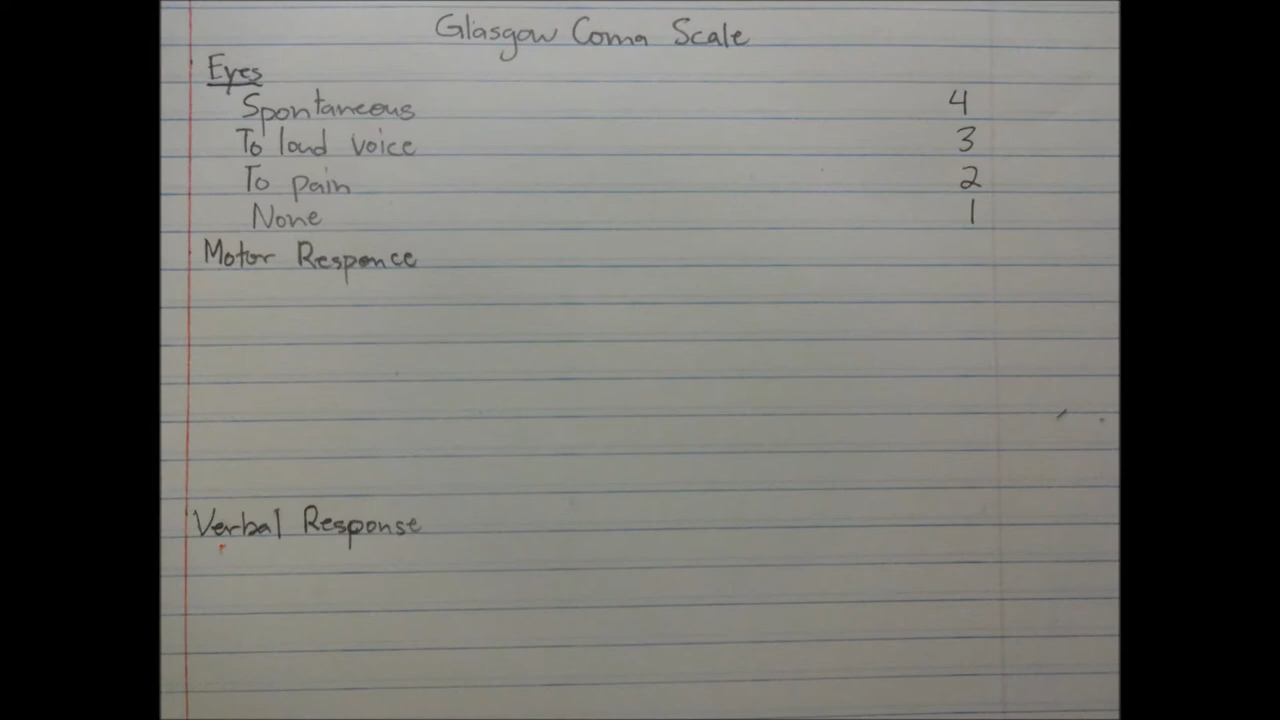 Glasgow Coma Scale
Eyes
Spontaneous 4
To loud voice 3
To pain 2
None 1
Motor Responce
Verbal Response